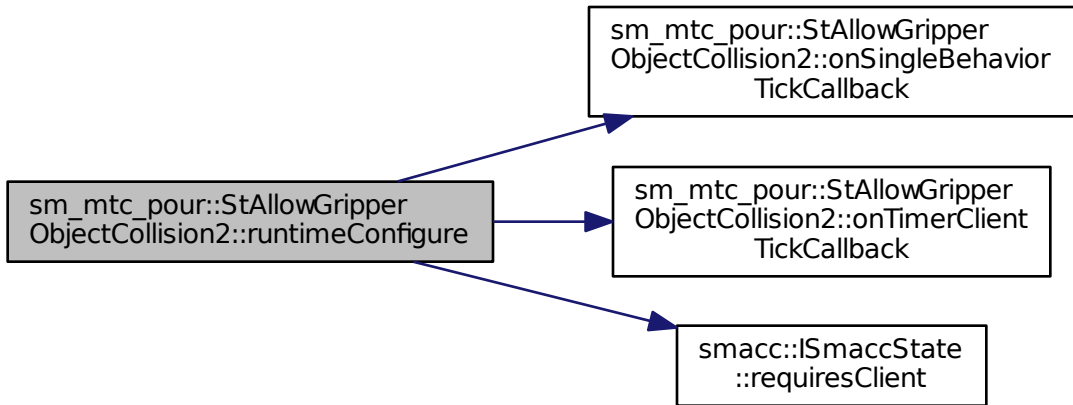 sm_mtc_pour::StAllowGripper
ObjectCollision2::onSingleBehavior
TickCallback
sm_mtc_pour::StAllowGripper
ObjectCollision2::runtimeConfigure
sm_mtc_pour::StAllowGripper
ObjectCollision2::onTimerClient
TickCallback
smacc::ISmaccState
::requiresClient